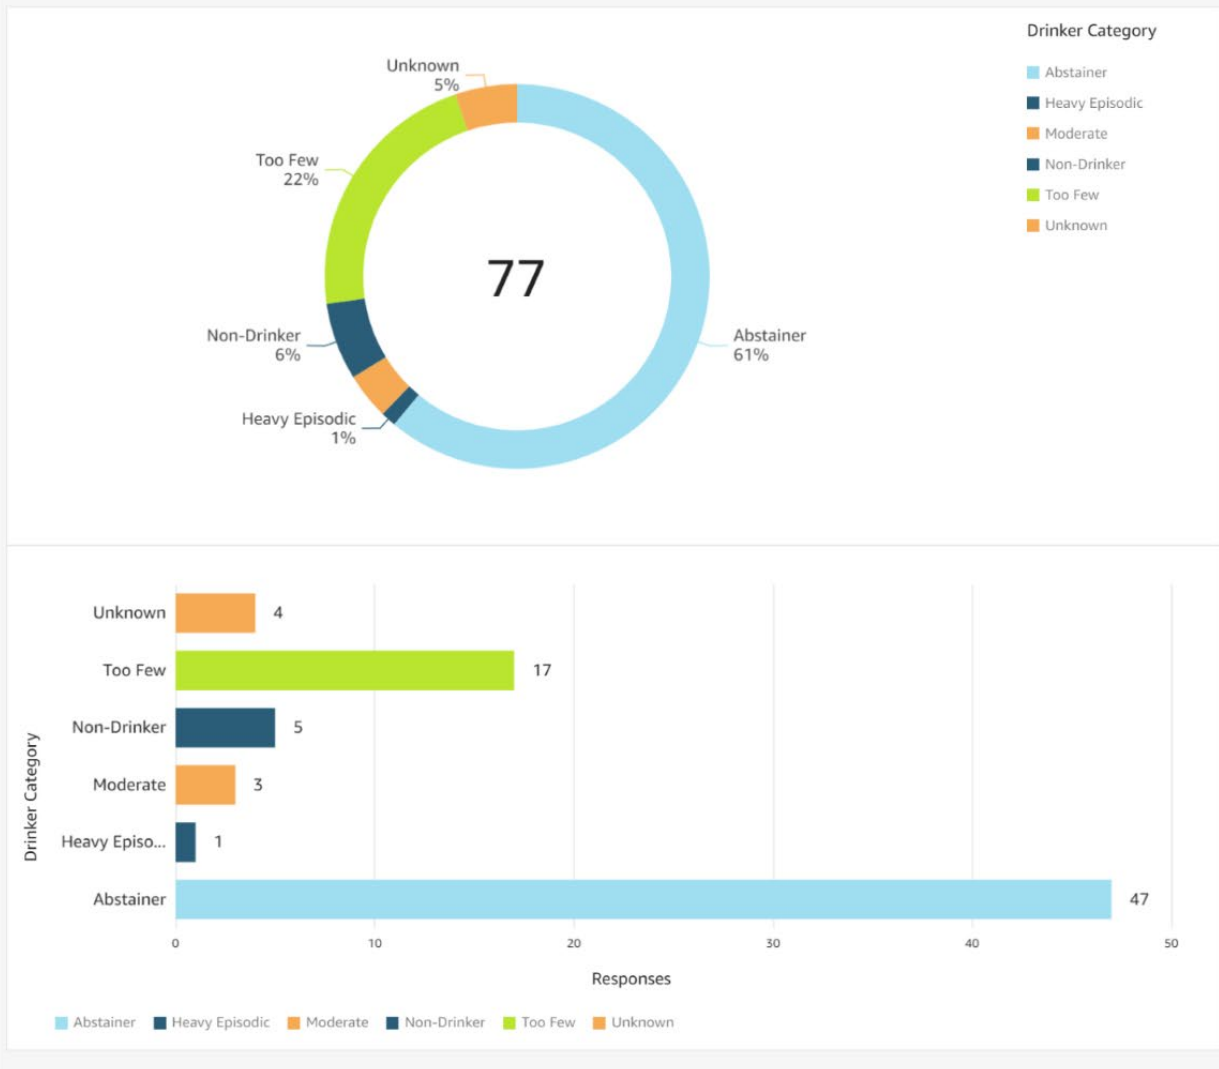 Drinker Category
Abstainer
Heavy Episodic
Moderate
Non-Drinker
Too Few
Unknown
Unknown
5%
Too Few
22%
77
Non-Drinker
6%
Abstainer
61%
Heavy Episodic
1%
Unknown 4
Too Few 17
Non-Drinker 5
Moderate 3
Heavy Episo... 1
Abstainer 47
Drinker Category
0 10 20 30 40 50
Responses
Abstainer Heavy Episodic Moderate Non-Drinker Too Few Unknown